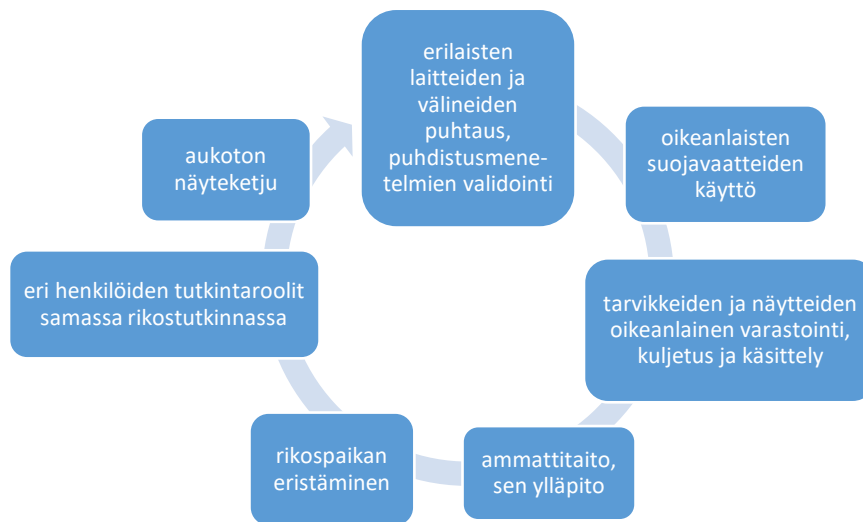 erilaisten
laitteiden ja
välineiden
puhtaus,
puhdistusmene-
telmien validointi
oikeanlaisten
suojavaatteiden
käyttö
tarvikkeiden ja näytteiden
oikeanlainen varastointi,
kuljetus ja käsittely
ammattitaito,
sen ylläpito
rikospaikan
eristäminen
eri henkilöiden tutkintaroolit
samassa rikostutkinnassa
aukoton
näyteketju